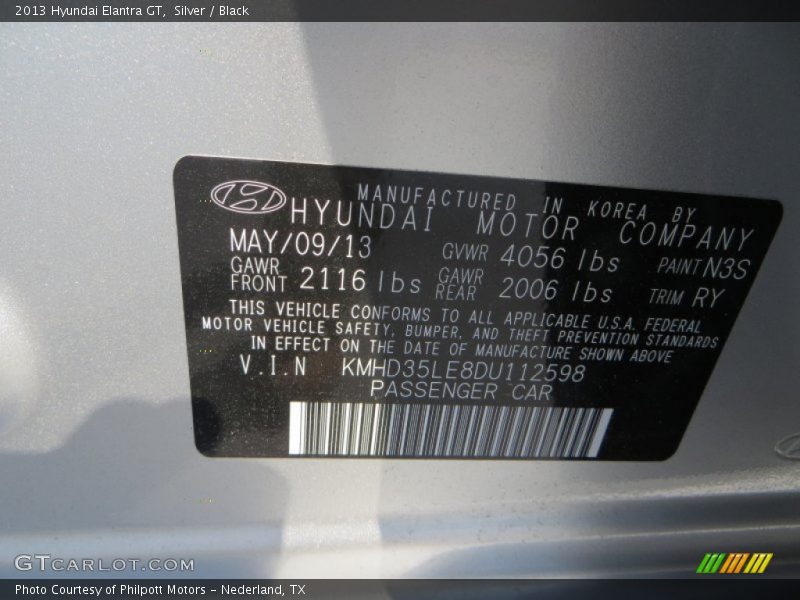 2013 Hyundai Elantra GT, Silver / Black
MANUFACTURED IN KOREA BY
HYUNDAI MOTOR COMPANY
MAY/09/13 GVWR 4056 lbs PAINT N3S
GAWR FRONT 2116 lbs GAWR REAR 2006 lbs TRIM RY
THIS VEHICLE CONFORMS TO ALL APPLICABLE U.S.A. FEDERAL
MOTOR VEHICLE SAFETY, BUMPER, AND THEFT PREVENTION STANDARDS
IN EFFECT ON THE DATE OF MANUFACTURE SHOWN ABOVE
V.I.N KMHD35LE8DU112598
PASSENGER CAR
GTCARLOT.COM
Photo Courtesy of Philpott Motors - Nederland, TX